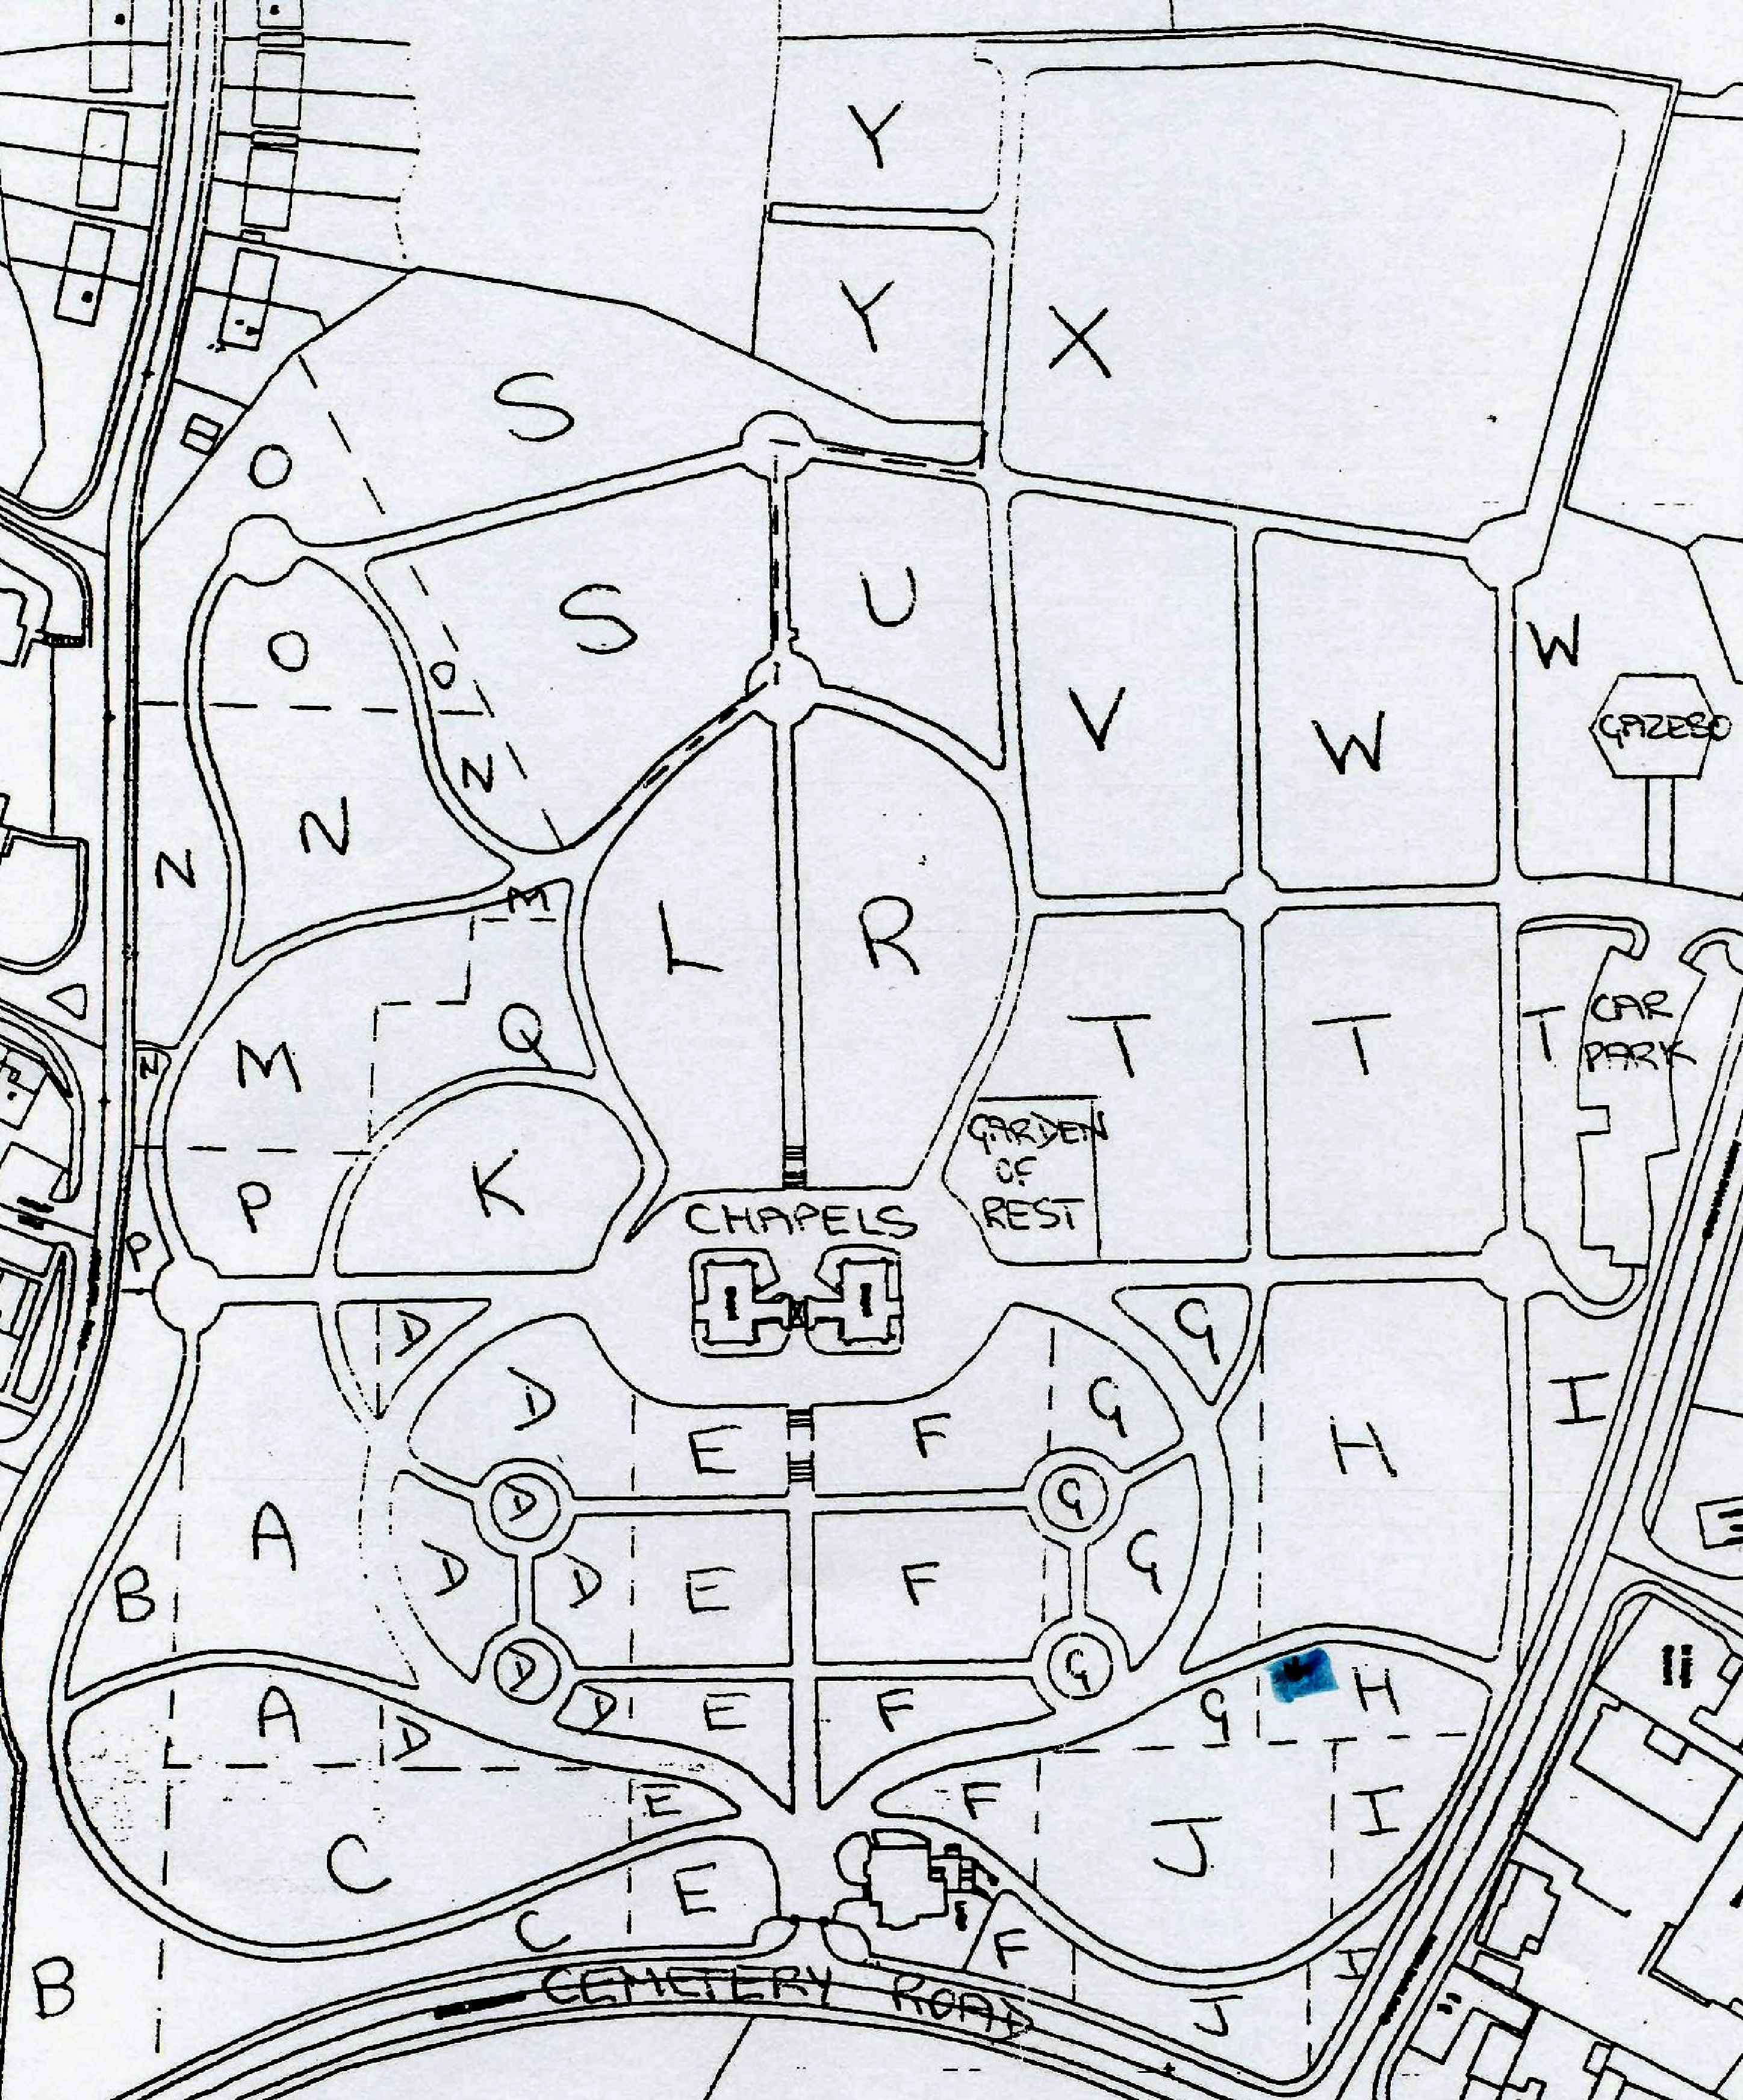 Y
Y
X
S
O
S
U
O
O
W
V
W
GAZEBO
N
N
N
M
L
R
Q
T
T
T
CAR
PARK
M
N
GARDEN
OF
REST
K
P
P
CHAPELS
D
G
D
G
I
E
F
H
D
G
A
D
D
E
F
G
B
D
G
A
D
D
E
F
G
H
E
F
I
C
J
E
C
F
I
B
CEMETERY ROAD
J